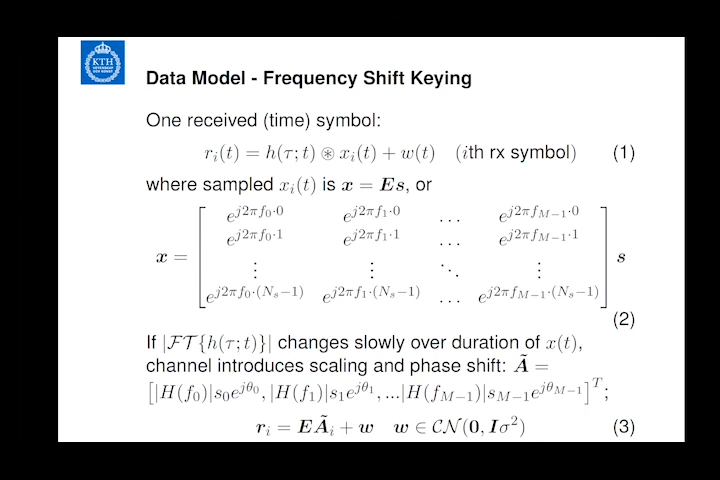 KTH
VETENSKAP
OCH KONST
Data Model - Frequency Shift Keying
One received (time) symbol:
r_i(t) = h(τ; t) ⊛ x_i(t) + w(t) (ith rx symbol) (1)
where sampled x_i(t) is x = Es, or
x = [ e^{j2πf_0·0} e^{j2πf_1·0} … e^{j2πf_{M−1}·0}
e^{j2πf_0·1} e^{j2πf_1·1} … e^{j2πf_{M−1}·1}
⋮ ⋮ ⋱ ⋮
e^{j2πf_0·(N_s−1)} e^{j2πf_1·(N_s−1)} … e^{j2πf_{M−1}·(N_s−1)} ] s
(2)
If |ℱ𝒯{h(τ; t)}| changes slowly over duration of x(t),
channel introduces scaling and phase shift: Ã =
[|H(f_0)|s_0e^{jθ_0}, |H(f_1)|s_1e^{jθ_1}, ...|H(f_{M−1})|s_{M−1}e^{jθ_{M−1}}]^T;
r_i = EÃ_i + w w ∈ 𝒞𝒩(0, Iσ^2) (3)